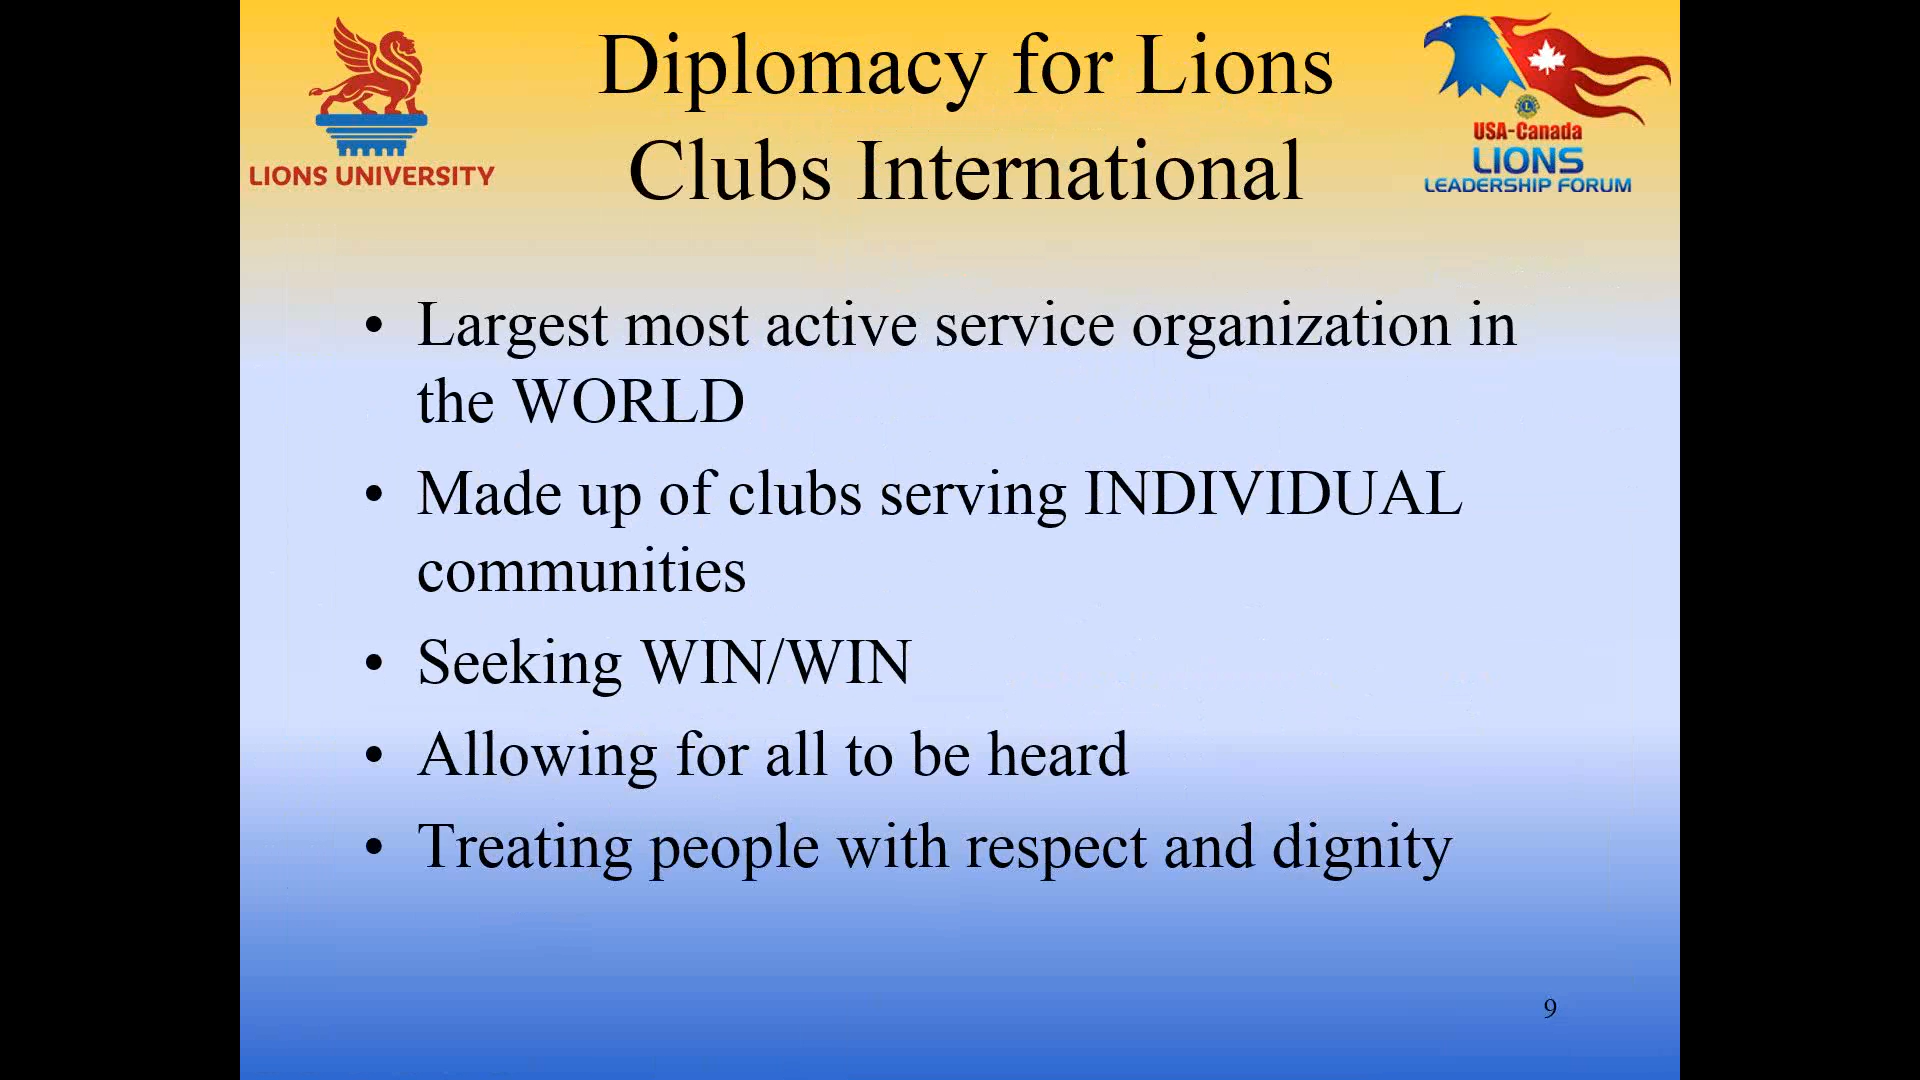 Diplomacy for Lions
Clubs International
LIONS UNIVERSITY
USA-Canada
LIONS
LEADERSHIP FORUM
• Largest most active service organization in
the WORLD
• Made up of clubs serving INDIVIDUAL
communities
• Seeking WIN/WIN
• Allowing for all to be heard
• Treating people with respect and dignity
9